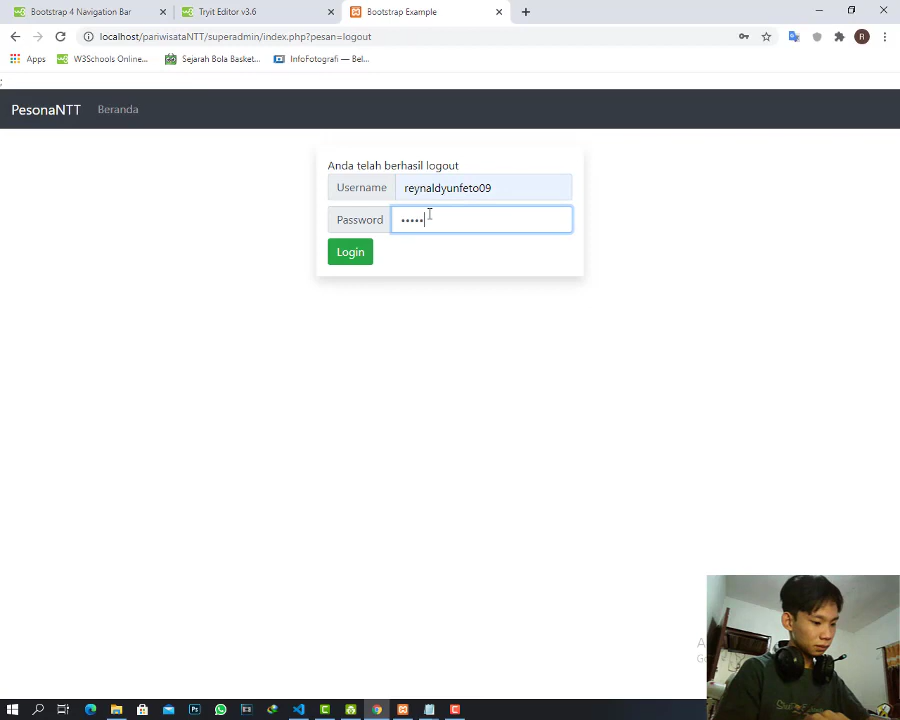 Bootstrap 4 Navigation Bar
Tryit Editor v3.6
Bootstrap Example
localhost/pariwisataNTT/superadmin/index.php?pesan=logout
R
Apps
W3Schools Online...
Sejarah Bola Basket...
InfoFotografi — Bel...
;
PesonaNTT
Beranda
Anda telah berhasil logout
Username
reynaldyunfeto09
Password
•••••
Login